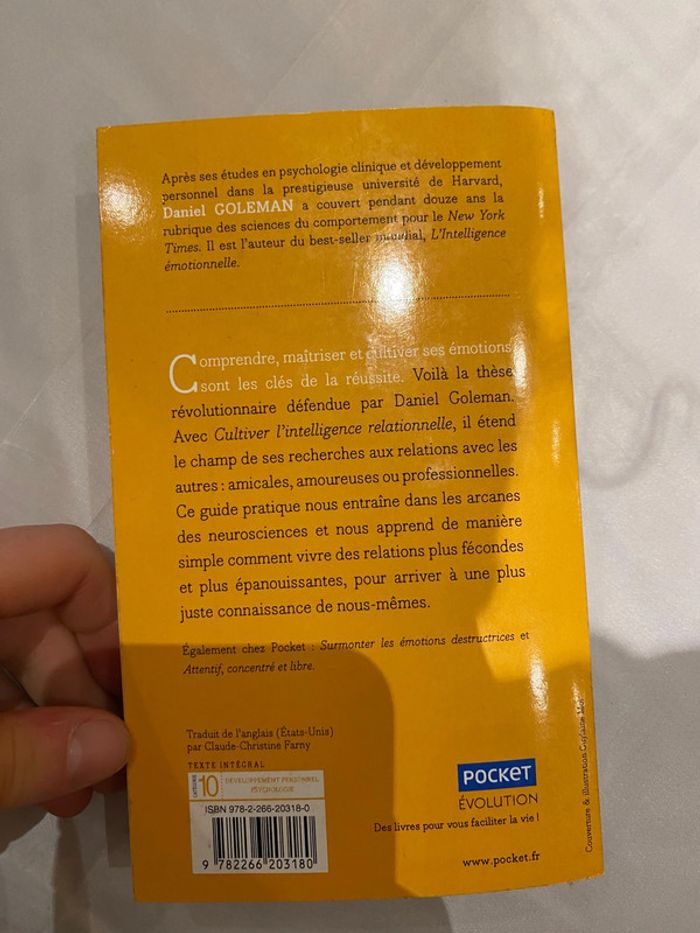 Après ses études en psychologie clinique et développement
personnel dans la prestigieuse université de Harvard,
Daniel GOLEMAN a couvert pendant douze ans la
rubrique des sciences du comportement pour le New York
Times. Il est l'auteur du best-seller mondial, L'Intelligence
émotionnelle.
Comprendre, maîtriser et cultiver ses émotions
sont les clés de la réussite. Voilà la thèse
révolutionnaire défendue par Daniel Goleman.
Avec Cultiver l'intelligence relationnelle, il étend
le champ de ses recherches aux relations avec les
autres : amicales, amoureuses ou professionnelles.
Ce guide pratique nous entraîne dans les arcanes
des neurosciences et nous apprend de manière
simple comment vivre des relations plus fécondes
et plus épanouissantes, pour arriver à une plus
juste connaissance de nous-mêmes.
Également chez Pocket : Surmonter les émotions destructrices et
Attentif, concentré et libre.
Traduit de l'anglais (États-Unis)
par Claude-Christine Farny
TEXTE INTÉGRAL
CATÉGORIE
10
DÉVELOPPEMENT PERSONNEL
PSYCHOLOGIE
ISBN 978-2-266-20318-0
9 782266 203180
POCKET
ÉVOLUTION
Des livres pour vous faciliter la vie !
www.pocket.fr
Couverture & illustration Guylaine